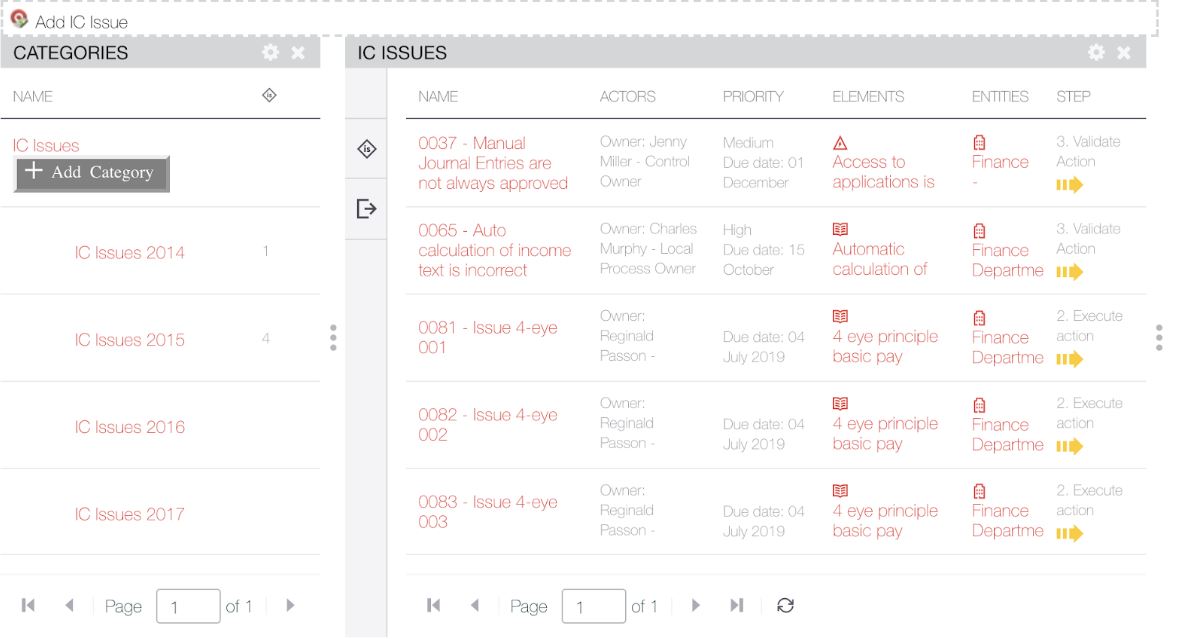 Add IC Issue
CATEGORIES
NAME
is
IC Issues
+ Add Category
IC Issues 2014 1
IC Issues 2015 4
IC Issues 2016
IC Issues 2017
Page 1 of 1
IC ISSUES
is
NAME ACTORS PRIORITY ELEMENTS ENTITIES STEP
0037 - Manual
Journal Entries are
not always approved
Owner: Jenny
Miller - Control
Owner
Medium
Due date: 01
December
Access to
applications is
Finance
-
3. Validate
Action
0065 - Auto
calculation of income
text is incorrect
Owner: Charles
Murphy - Local
Process Owner
High
Due date: 15
October
Automatic
calculation of
Finance
Departme
3. Validate
Action
0081 - Issue 4-eye
001
Owner:
Reginald
Passon -
Due date: 04
July 2019
4 eye principle
basic pay
Finance
Departme
2. Execute
action
0082 - Issue 4-eye
002
Owner:
Reginald
Passon -
Due date: 04
July 2019
4 eye principle
basic pay
Finance
Departme
2. Execute
action
0083 - Issue 4-eye
003
Owner:
Reginald
Passon -
Due date: 04
July 2019
4 eye principle
basic pay
Finance
Departme
2. Execute
action
Page 1 of 1